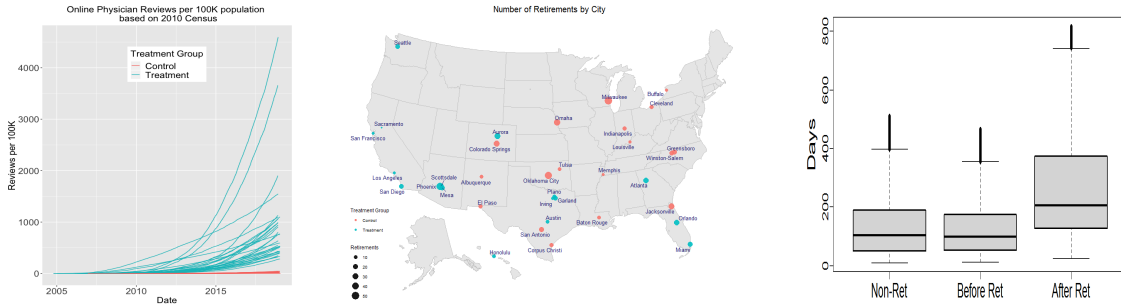 Online Physician Reviews per 100K population
based on 2010 Census
Reviews per 100K
4000
3000
2000
1000
0
Treatment Group
Control
Treatment
2005
2010
2015
Date
Number of Retirements by City
Seattle
Sacramento
San Francisco
Los Angeles
San Diego
Phoenix
Scottsdale
Mesa
Aurora
Colorado Springs
Albuquerque
El Paso
Omaha
Tulsa
Oklahoma City
Plano
Garland
Irving
Austin
San Antonio
Corpus Christi
Honolulu
Milwaukee
Indianapolis
Louisville
Memphis
Baton Rouge
Buffalo
Cleveland
Greensboro
Winston-Salem
Atlanta
Jacksonville
Orlando
Miami
Treatment Group
Control
Treatment
Retirements
10
20
30
40
50
Days
800
600
400
200
0
Non-Ret
Before Ret
After Ret